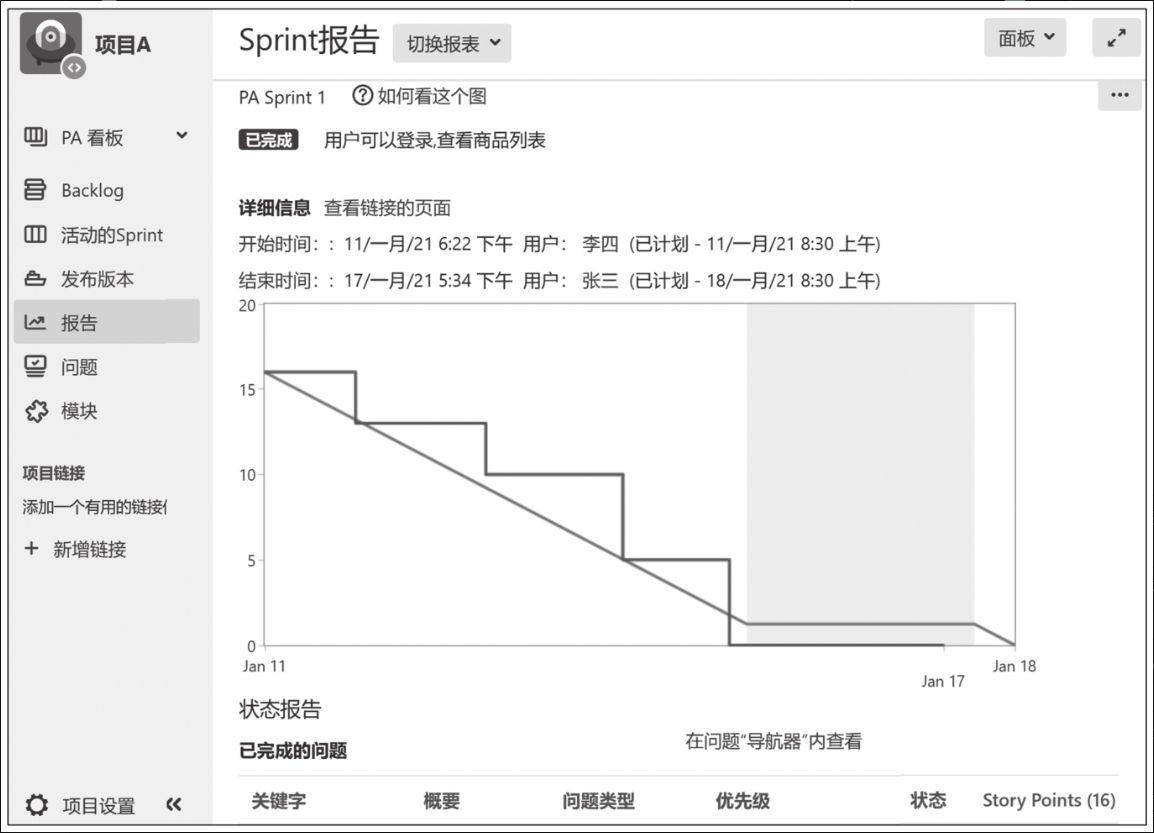 项目A
PA 看板
Backlog
活动的Sprint
发布版本
报告
问题
模块
项目链接
添加一个有用的链接
+ 新增链接
项目设置
Sprint报告
切换报表
面板
PA Sprint 1
如何看这个图
已完成
用户可以登录,查看商品列表
详细信息 查看链接的页面
开始时间：: 11/一月/21 6:22 下午 用户： 李四 (已计划 - 11/一月/21 8:30 上午)
结束时间：: 17/一月/21 5:34 下午 用户： 张三 (已计划 - 18/一月/21 8:30 上午)
20
15
10
5
0
Jan 11
Jan 17
Jan 18
状态报告
已完成的问题
在问题“导航器”内查看
关键字 概要 问题类型 优先级 状态 Story Points (16)